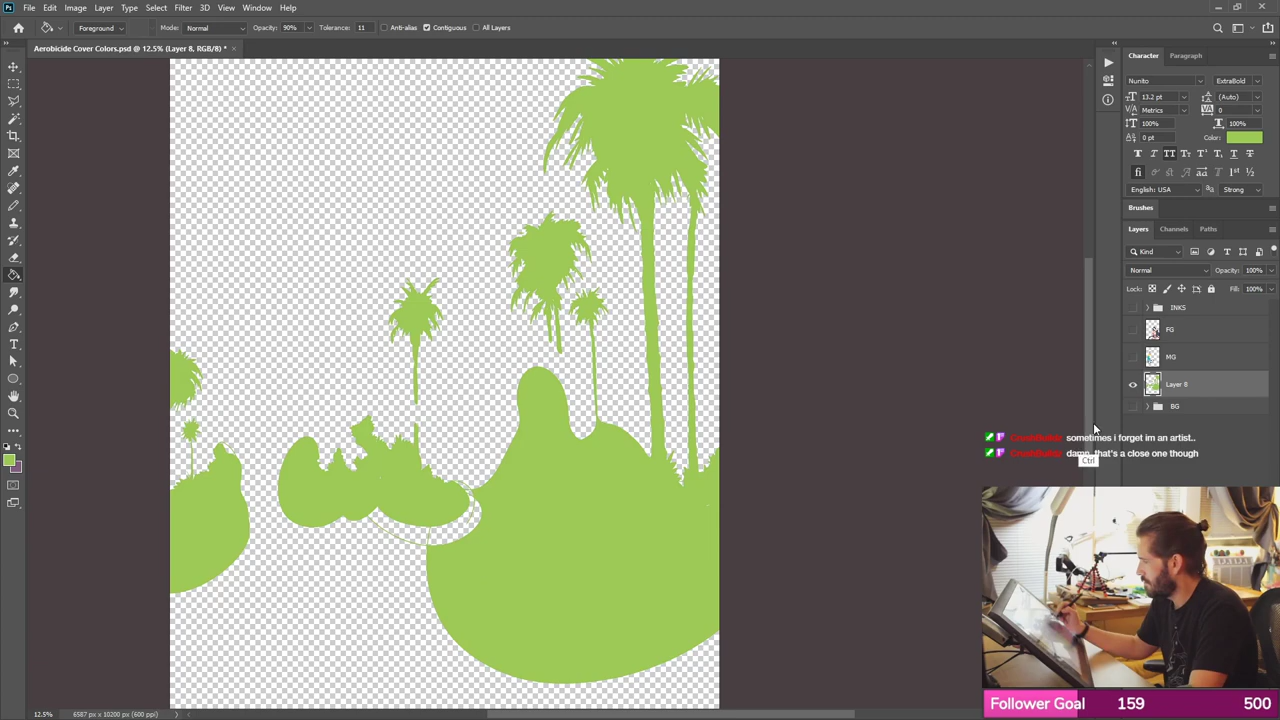 File Edit Image Layer Type Select Filter 3D View Window Help
Foreground Mode: Normal Opacity: 90% Tolerance: 11 Anti-alias Contiguous All Layers
Aerobicide Cover Colors.psd @ 12.5% (Layer 8, RGB/8) *
Character Paragraph
Nunito ExtraBold
13.2 pt (Auto)
Metrics 0
100% 100%
0 pt Color:
English: USA Strong
Brushes
Layers Channels Paths
Kind
Normal Opacity: 100%
Lock: Fill: 100%
INKS
FG
MG
Layer 8
BG
sometimes i forget im an artist..
damn, that's a close one though
Ctrl
Follower Goal 159 500
12.5% 6587 px x 10200 px (600 ppi)